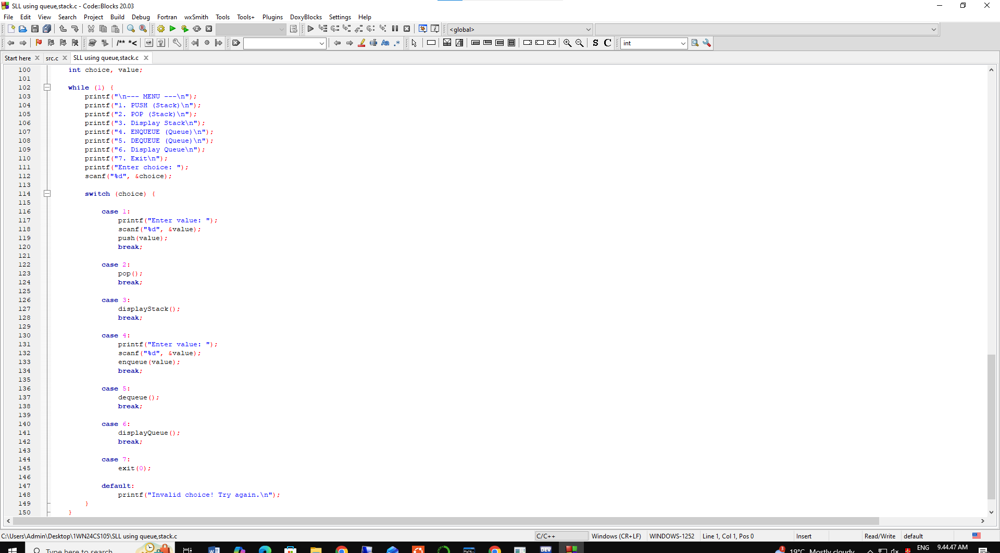 SLL using queue,stack.c - Code::Blocks 20.03
File Edit View Search Project Build Debug Fortran wxSmith Tools Tools+ Plugins DoxyBlocks Settings Help
<global>
/** *< Aa .* S C int
Start here src.c SLL using queue,stack.c
100 int choice, value;
101
102 while (1) {
103 printf("\n--- MENU ---\n");
104 printf("1. PUSH (Stack)\n");
105 printf("2. POP (Stack)\n");
106 printf("3. Display Stack\n");
107 printf("4. ENQUEUE (Queue)\n");
108 printf("5. DEQUEUE (Queue)\n");
109 printf("6. Display Queue\n");
110 printf("7. Exit\n");
111 printf("Enter choice: ");
112 scanf("%d", &choice);
113
114 switch (choice) {
115
116 case 1:
117 printf("Enter value: ");
118 scanf("%d", &value);
119 push(value);
120 break;
121
122 case 2:
123 pop();
124 break;
125
126 case 3:
127 displayStack();
128 break;
129
130 case 4:
131 printf("Enter value: ");
132 scanf("%d", &value);
133 enqueue(value);
134 break;
135
136 case 5:
137 dequeue();
138 break;
139
140 case 6:
141 displayQueue();
142 break;
143
144 case 7:
145 exit(0);
146
147 default:
148 printf("Invalid choice! Try again.\n");
149 }
150 }
C:\Users\Admin\Desktop\1WN24CS105\SLL using queue,stack.c C/C++ Windows (CR+LF) WINDOWS-1252 Line 1, Col 1, Pos 0 Insert Read/Write default
Type here to search DEV 3 19°C Mostly cloudy ENG 9.44.47 AM